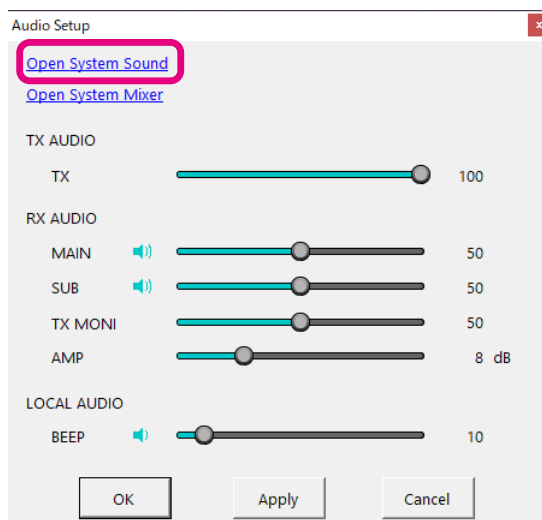 Audio Setup x
Open System Sound
Open System Mixer
TX AUDIO
TX 100
RX AUDIO
MAIN 50
SUB 50
TX MONI 50
AMP 8 dB
LOCAL AUDIO
BEEP 10
OK Apply Cancel